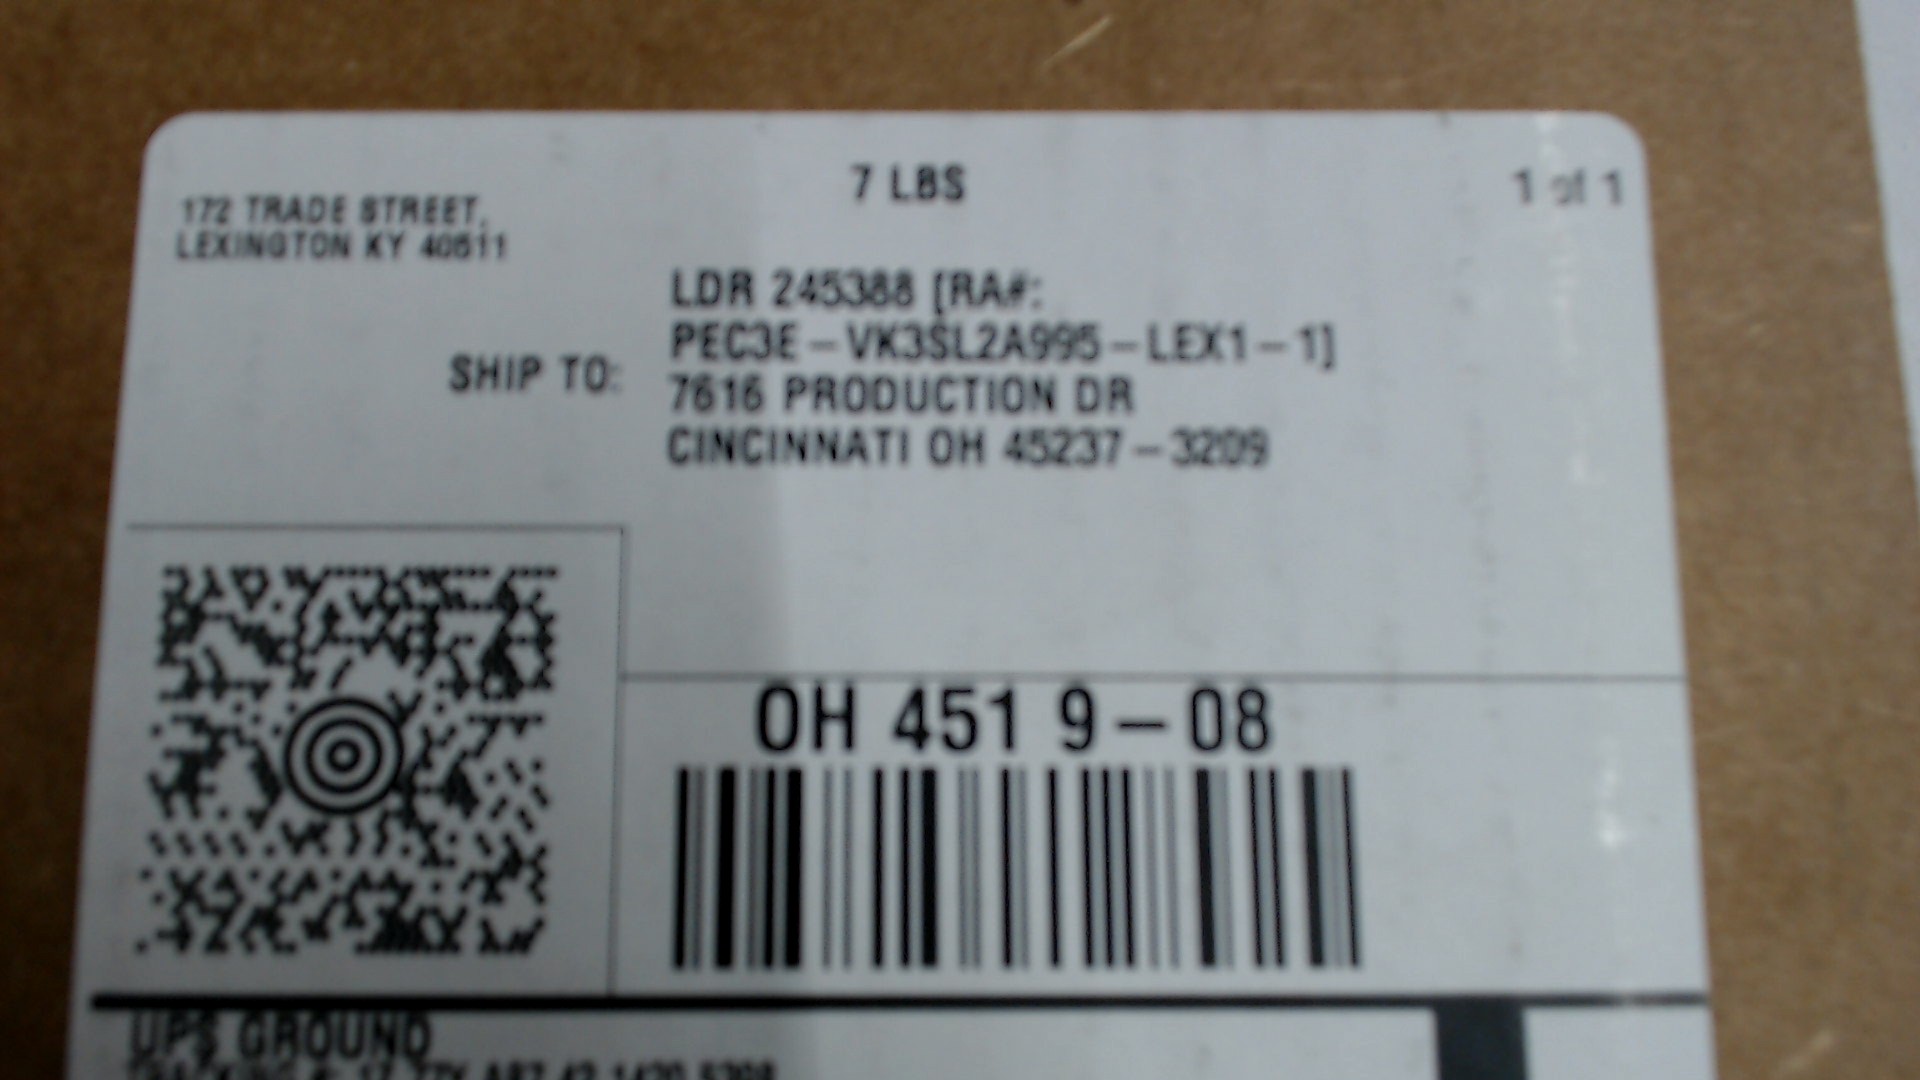 7 LBS
1 of 1
172 TRADE STREET,
LEXINGTON KY 40511
SHIP TO:
LDR 245388 [RA#:
PEC3E-VK3SL2A995-LEX1-1]
7616 PRODUCTION DR
CINCINNATI OH 45237-3209
OH 451 9-08
UPS GROUND